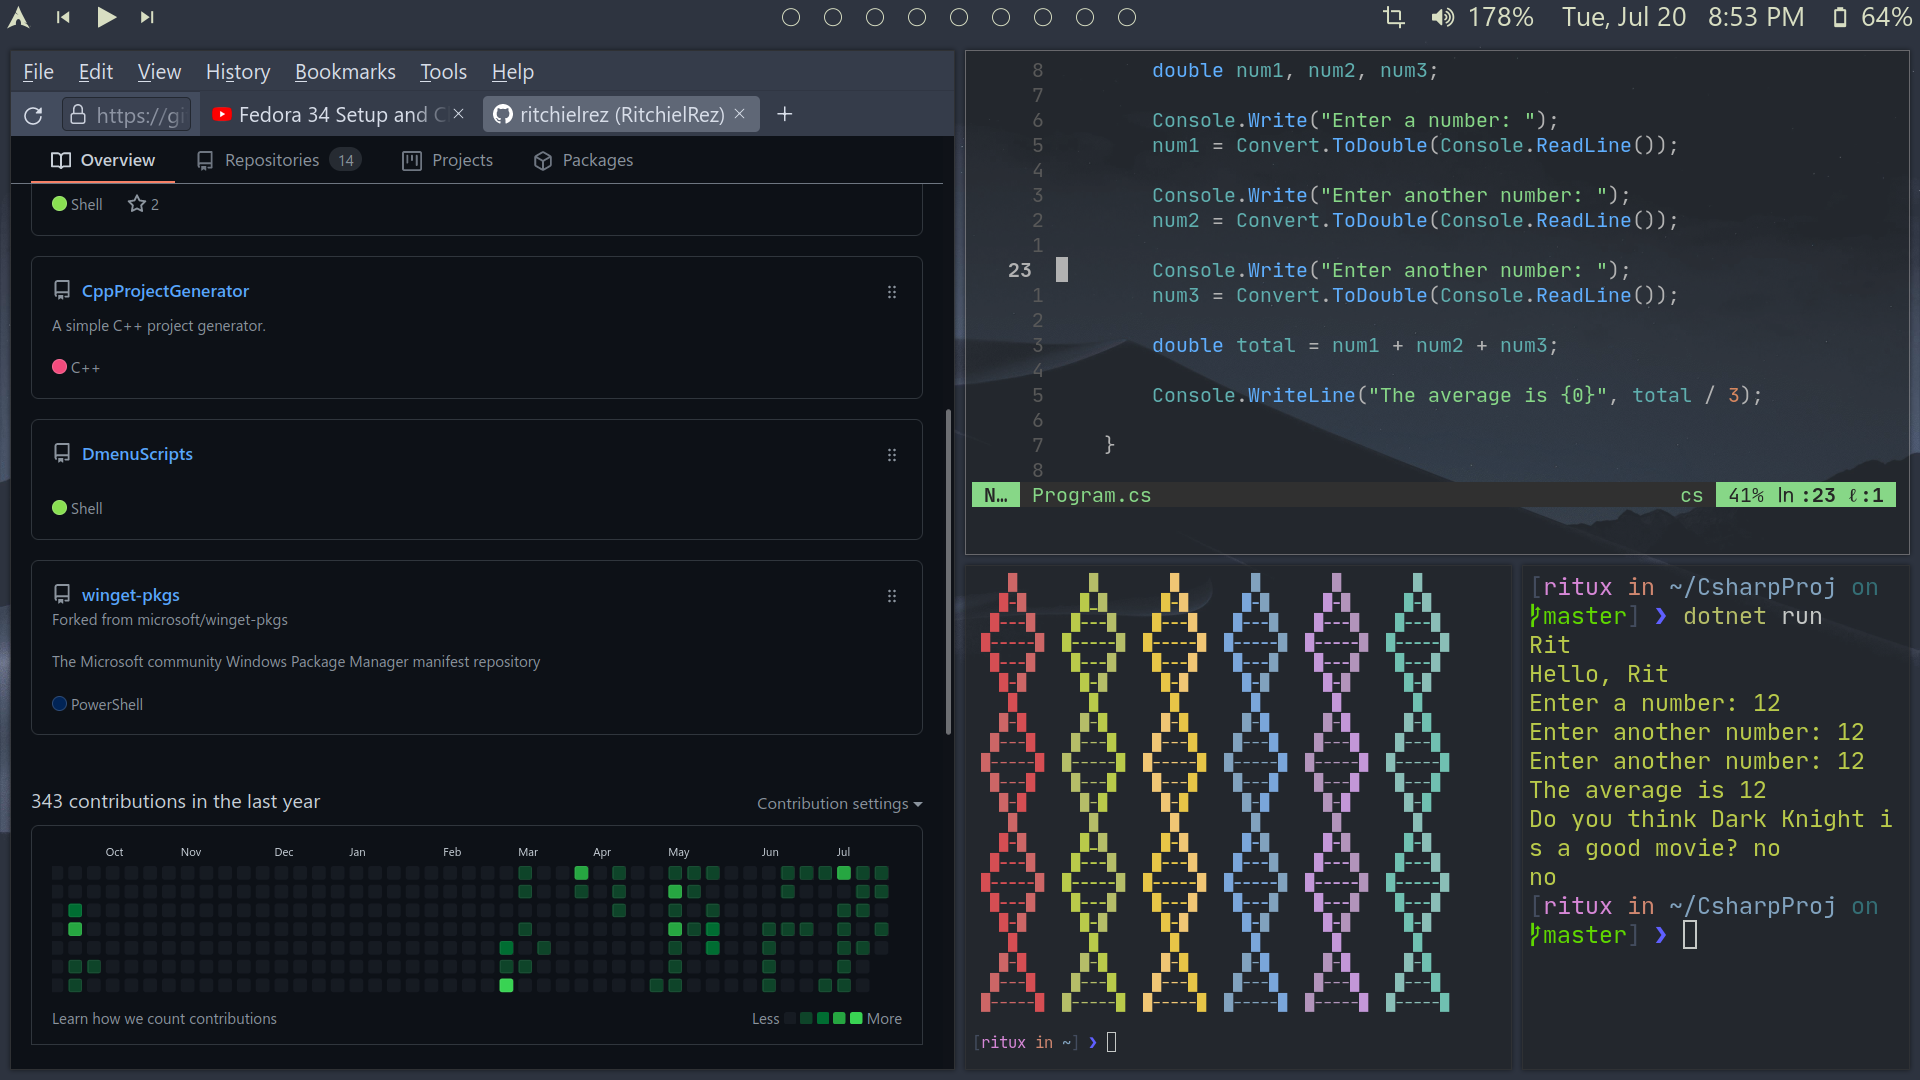 178% Tue, Jul 20 8:53 PM 64%
File Edit View History Bookmarks Tools Help
https://gi Fedora 34 Setup and C ritchielrez (RitchielRez)
Overview Repositories 14 Projects Packages
Shell 2
CppProjectGenerator
A simple C++ project generator.
C++
DmenuScripts
Shell
winget-pkgs
Forked from microsoft/winget-pkgs
The Microsoft community Windows Package Manager manifest repository
PowerShell
343 contributions in the last year
Contribution settings
Oct Nov Dec Jan Feb Mar Apr May Jun Jul
Learn how we count contributions Less More
8 double num1, num2, num3;
7
6 Console.Write("Enter a number: ");
5 num1 = Convert.ToDouble(Console.ReadLine());
4
3 Console.Write("Enter another number: ");
2 num2 = Convert.ToDouble(Console.ReadLine());
1
23 Console.Write("Enter another number: ");
1 num3 = Convert.ToDouble(Console.ReadLine());
2
3 double total = num1 + num2 + num3;
4
5 Console.WriteLine("The average is {0}", total / 3);
6
7 }
8
N… Program.cs cs 41% ln :23 ℓ:1
[ritux in ~] ❯
[ritux in ~/CsharpProj on
master] ❯ dotnet run
Rit
Hello, Rit
Enter a number: 12
Enter another number: 12
Enter another number: 12
The average is 12
Do you think Dark Knight i
s a good movie? no
no
[ritux in ~/CsharpProj on
master] ❯